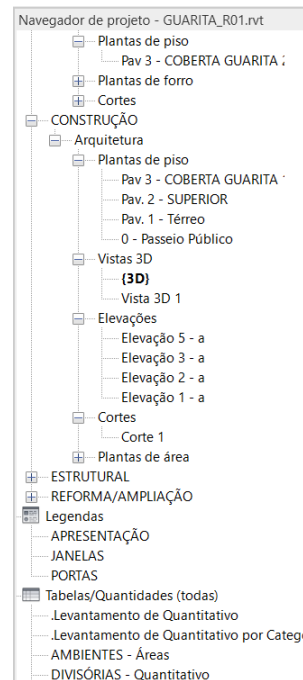 Navegador de projeto - GUARITA_R01.rvt
Plantas de piso
Pav 3 - COBERTA GUARITA
Plantas de forro
Cortes
CONSTRUÇÃO
Arquitetura
Plantas de piso
Pav 3 - COBERTA GUARITA
Pav. 2 - SUPERIOR
Pav. 1 - Térreo
0 - Passeio Público
Vistas 3D
{3D}
Vista 3D 1
Elevações
Elevação 5 - a
Elevação 3 - a
Elevação 2 - a
Elevação 1 - a
Cortes
Corte 1
Plantas de área
ESTRUTURAL
REFORMA/AMPLIAÇÃO
Legendas
APRESENTAÇÃO
JANELAS
PORTAS
Tabelas/Quantidades (todas)
.Levantamento de Quantitativo
.Levantamento de Quantitativo por Catego
AMBIENTES - Áreas
DIVISÓRIAS - Quantitativo